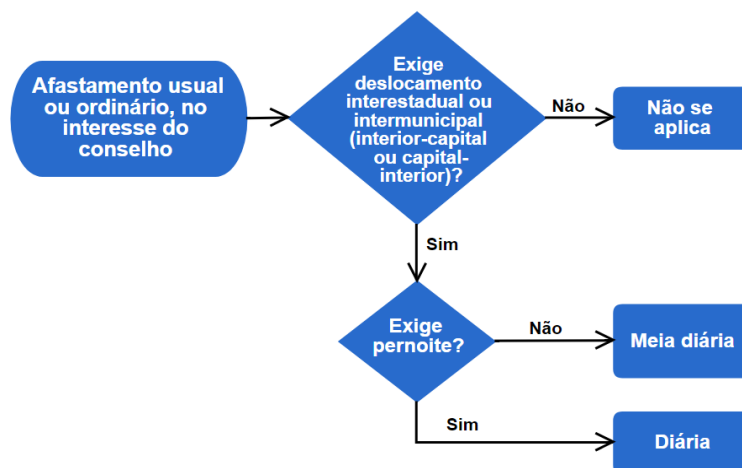 Afastamento usual
ou ordinário, no
interesse do
conselho
Exige
deslocamento
interestadual ou
intermunicipal
(interior-capital
ou capital-
interior)?
Não
Não se
aplica
Sim
Exige
pernoite?
Não
Meia diária
Sim
Diária